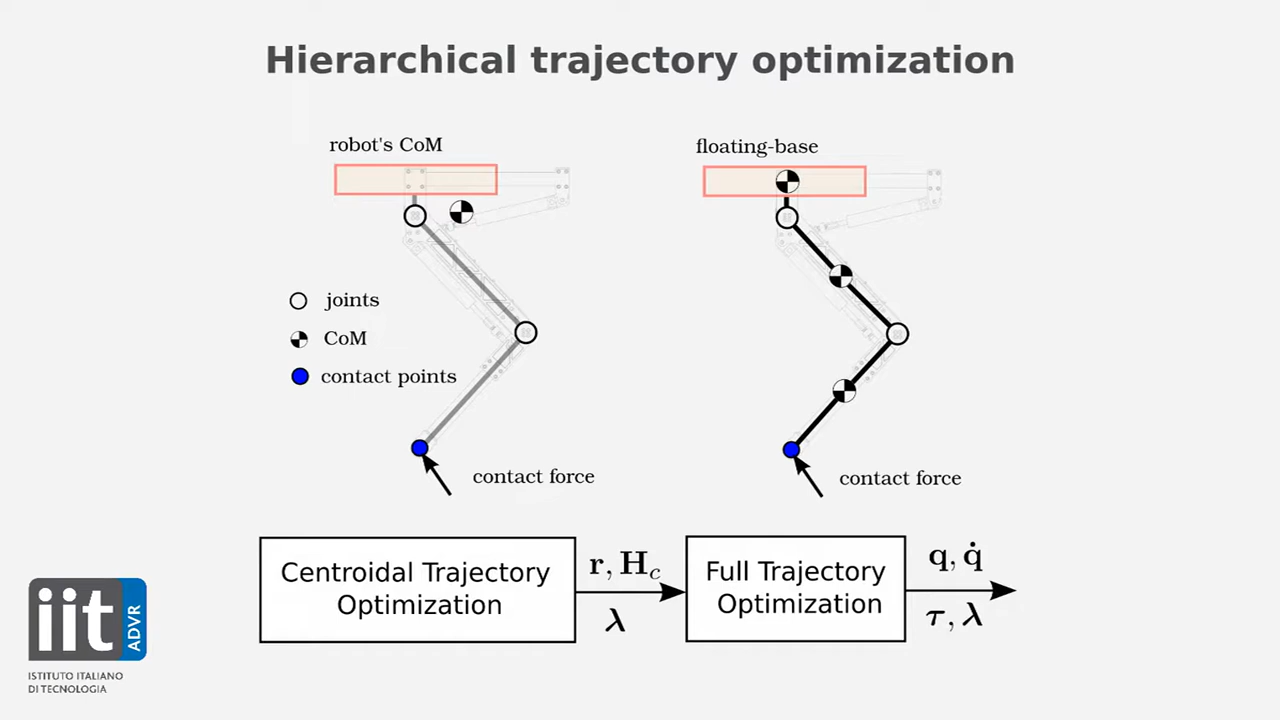 Hierarchical trajectory optimization
robot's CoM
floating-base
joints
CoM
contact points
contact force
contact force
Centroidal Trajectory
Optimization
r, H_c
λ
Full Trajectory
Optimization
q, q̇
τ, λ
iit
ADVR
ISTITUTO ITALIANO
DI TECNOLOGIA